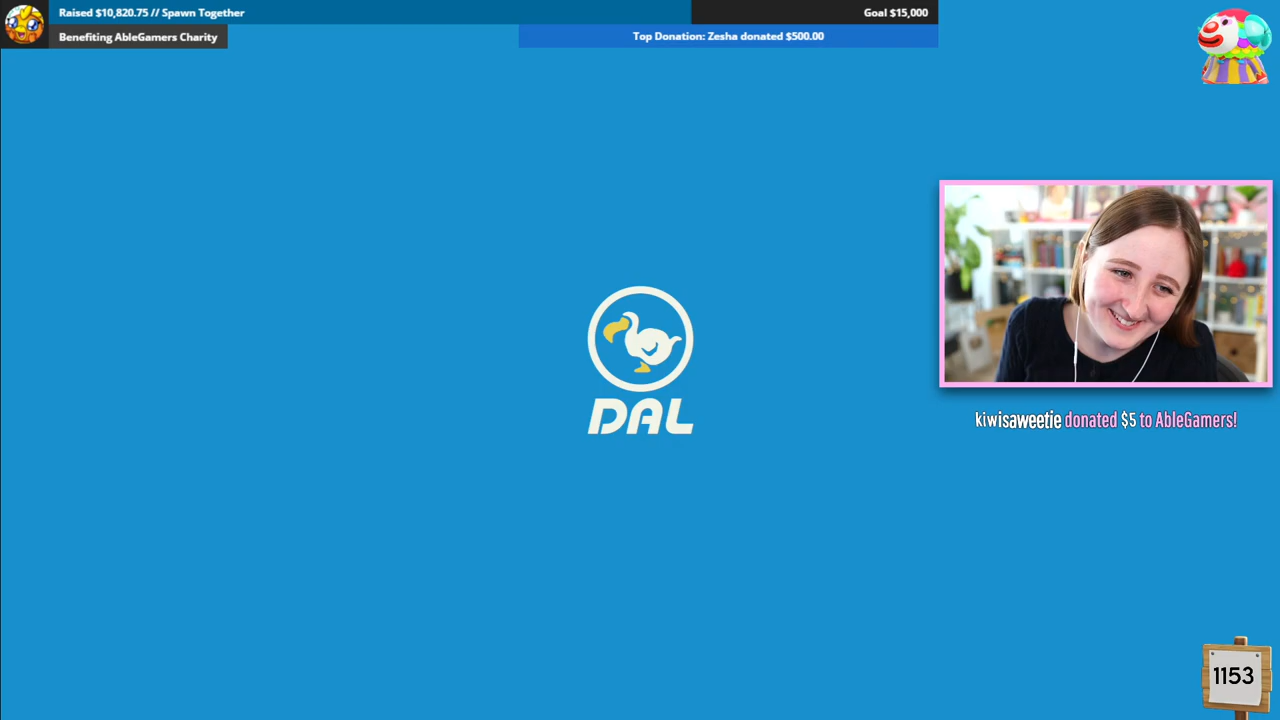 Raised $10,820.75 // Spawn Together
Goal $15,000
Benefiting AbleGamers Charity
Top Donation: Zesha donated $500.00
DAL
kiwisaweetie donated $5 to AbleGamers!
1153